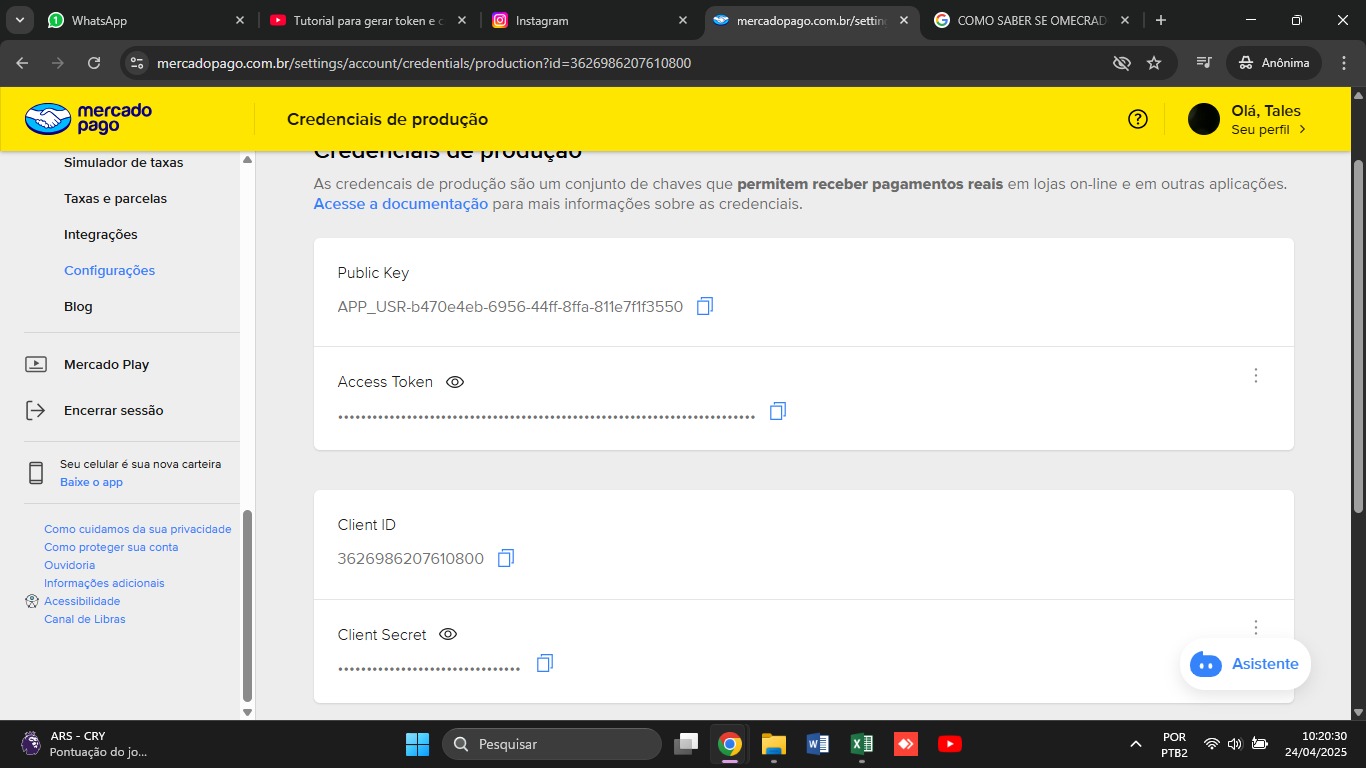 WhatsApp
Tutorial para gerar token e c
Instagram
mercadopago.com.br/settin
COMO SABER SE OMECRAD
mercadopago.com.br/settings/account/credentials/production?id=3626986207610800
Anônima
mercado pago
Credenciais de produção
Olá, Tales
Seu perfil
Simulador de taxas
Taxas e parcelas
Integrações
Configurações
Blog
Mercado Play
Encerrar sessão
Seu celular é sua nova carteira
Baixe o app
Como cuidamos da sua privacidade
Como proteger sua conta
Ouvidoria
Informações adicionais
Acessibilidade
Canal de Libras
Credenciais de produção
As credencais de produção são um conjunto de chaves que permitem receber pagamentos reais em lojas on-line e em outras aplicações.
Acesse a documentação para mais informações sobre as credenciais.
Public Key
APP_USR-b470e4eb-6956-44ff-8ffa-811e7f1f3550
Access Token
Client ID
3626986207610800
Client Secret
Asistente
ARS - CRY
Pontuação do jo...
Pesquisar
POR
PTB2
10:20:30
24/04/2025